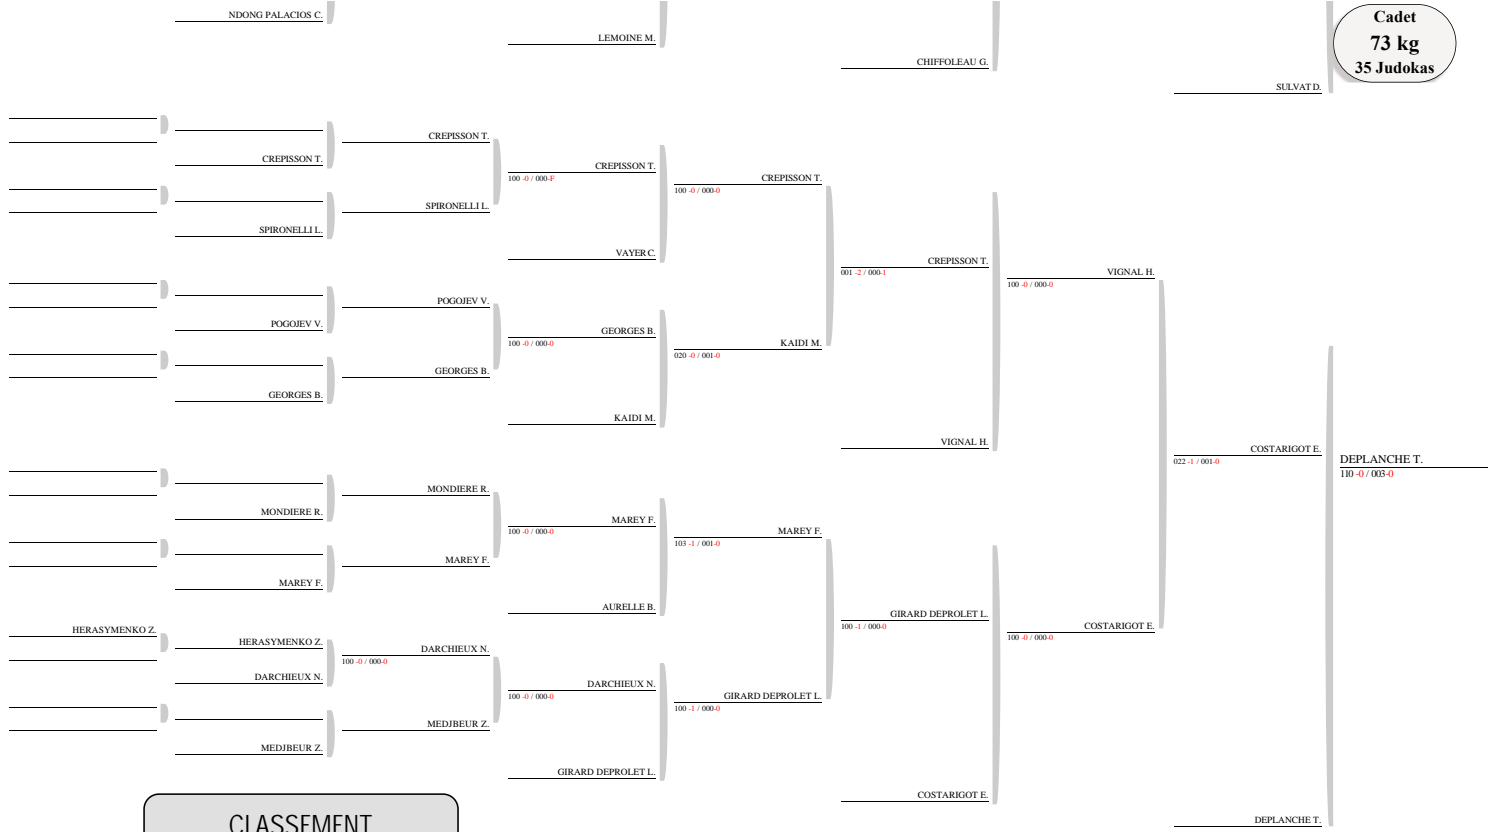 NDONG PALACIOS C.
LEMOINE M.
CHIFFOLEAU G.
SULVAT D.
Cadet
73 kg
35 Judokas
CREPISSON T.
CREPISSON T.
CREPISSON T.
100 -0 / 000-F
CREPISSON T.
100 -0 / 000-0
SPIRONELLI L.
SPIRONELLI L.
VAYER C.
CREPISSON T.
001 -2 / 000-1
VIGNAL H.
100 -0 / 000-0
POGOJEV V.
POGOJEV V.
GEORGES B.
100 -0 / 000-0
KAIDI M.
020 -0 / 001-0
GEORGES B.
GEORGES B.
KAIDI M.
VIGNAL H.
COSTARIGOT E.
022 -1 / 001-0
DEPLANCHE T.
110 -0 / 003-0
MONDIERE R.
MONDIERE R.
MAREY F.
100 -0 / 000-0
MAREY F.
103 -1 / 001-0
MAREY F.
MAREY F.
AURELLE B.
GIRARD DEPROLET L.
100 -1 / 000-0
COSTARIGOT E.
100 -0 / 000-0
HERASYMENKO Z.
HERASYMENKO Z.
DARCHIEUX N.
100 -0 / 000-0
DARCHIEUX N.
DARCHIEUX N.
100 -0 / 000-0
GIRARD DEPROLET L.
100 -1 / 000-0
MEDJBEUR Z.
MEDJBEUR Z.
GIRARD DEPROLET L.
COSTARIGOT E.
DEPLANCHE T.
CLASSEMENT